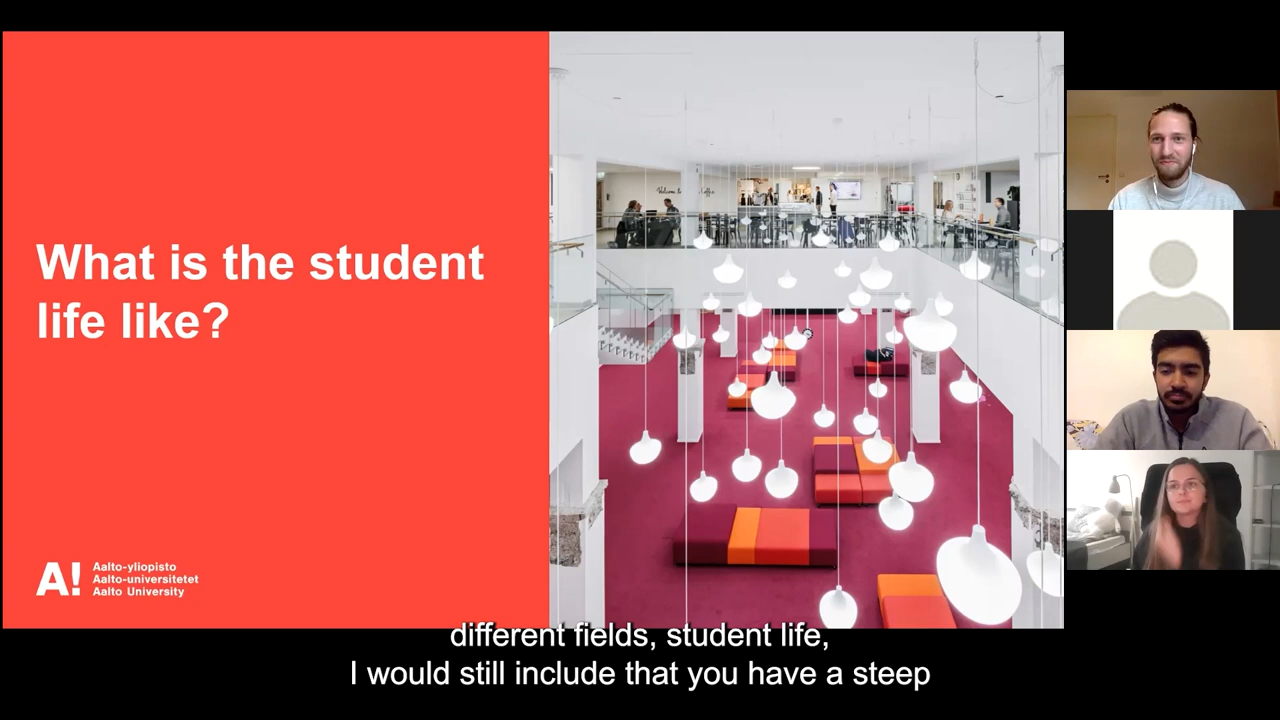 What is the student
life like?
A!
Aalto-yliopisto
Aalto-universitetet
Aalto University
different fields, student life,
I would still include that you have a steep